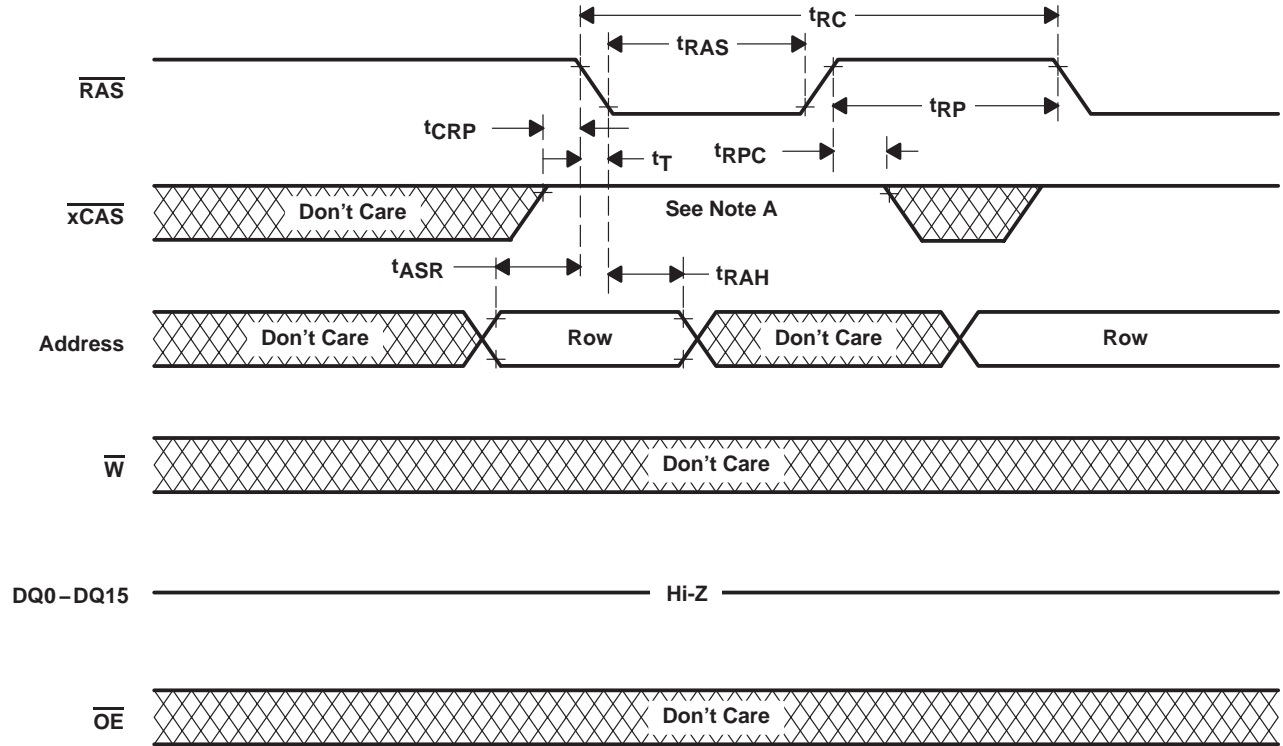 tRC
tRAS
RAS
tRP
tCRP
tRPC
tT
xCAS
Don't Care
See Note A
tASR
tRAH
Address
Don't Care
Row
Don't Care
Row
W
Don't Care
DQ0–DQ15
Hi-Z
OE
Don't Care